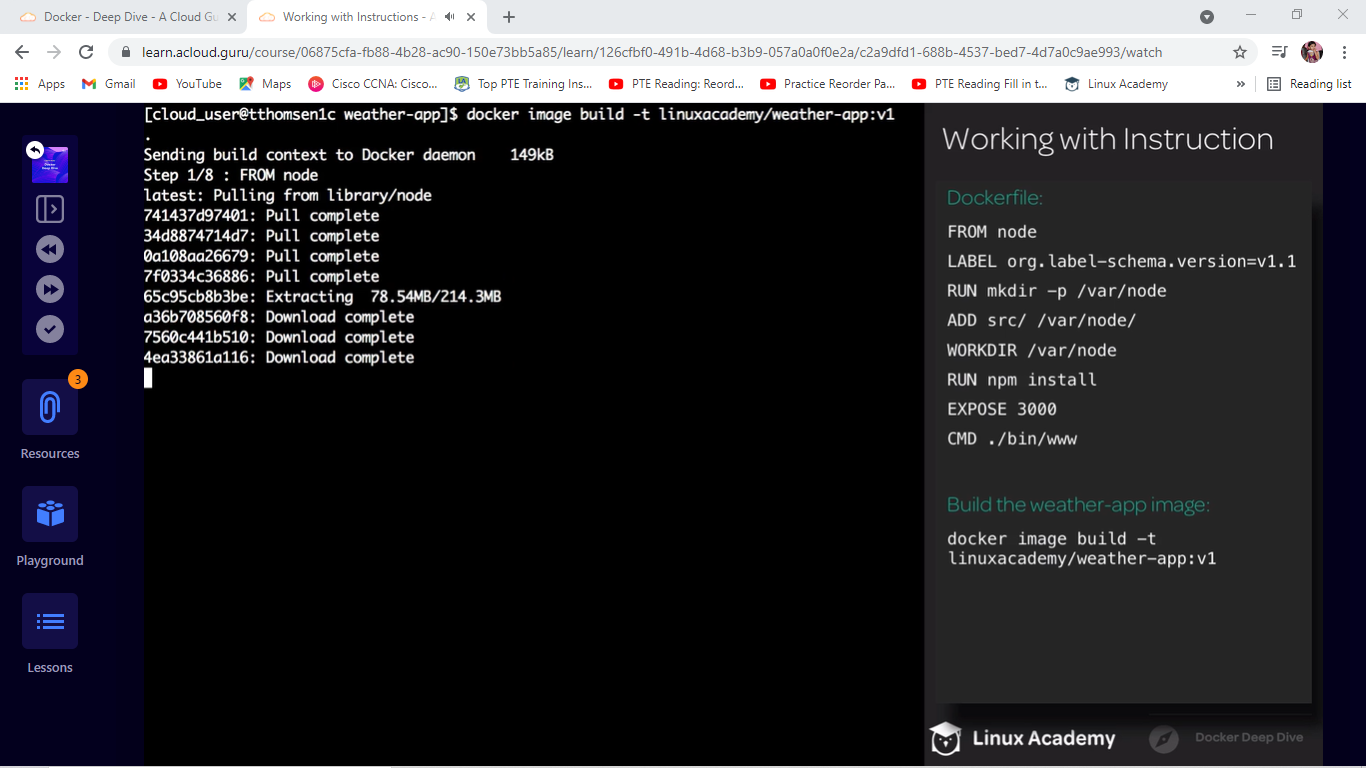 Docker - Deep Dive - A Cloud Gu
Working with Instructions - A
learn.acloud.guru/course/06875cfa-fb88-4b28-ac90-150e73bb5a85/learn/126cfbf0-491b-4d68-b3b9-057a0a0f0e2a/c2a9dfd1-688b-4537-bed7-4d7a0c9ae993/watch
Apps
Gmail
YouTube
Maps
Cisco CCNA: Cisco...
Top PTE Training Ins...
PTE Reading: Reord...
Practice Reorder Pa...
PTE Reading Fill in t...
Linux Academy
»
Reading list
3
Resources
Playground
Lessons
[cloud_user@tthomsen1c weather-app]$ docker image build -t linuxacademy/weather-app:v1
.
Sending build context to Docker daemon 149kB
Step 1/8 : FROM node
latest: Pulling from library/node
741437d97401: Pull complete
34d8874714d7: Pull complete
0a108aa26679: Pull complete
7f0334c36886: Pull complete
65c95cb8b3be: Extracting 78.54MB/214.3MB
a36b708560f8: Download complete
7560c441b510: Download complete
4ea33861a116: Download complete
Working with Instruction
Dockerfile:
FROM node
LABEL org.label-schema.version=v1.1
RUN mkdir -p /var/node
ADD src/ /var/node/
WORKDIR /var/node
RUN npm install
EXPOSE 3000
CMD ./bin/www
Build the weather-app image:
docker image build -t
linuxacademy/weather-app:v1
Linux Academy
Docker Deep Dive